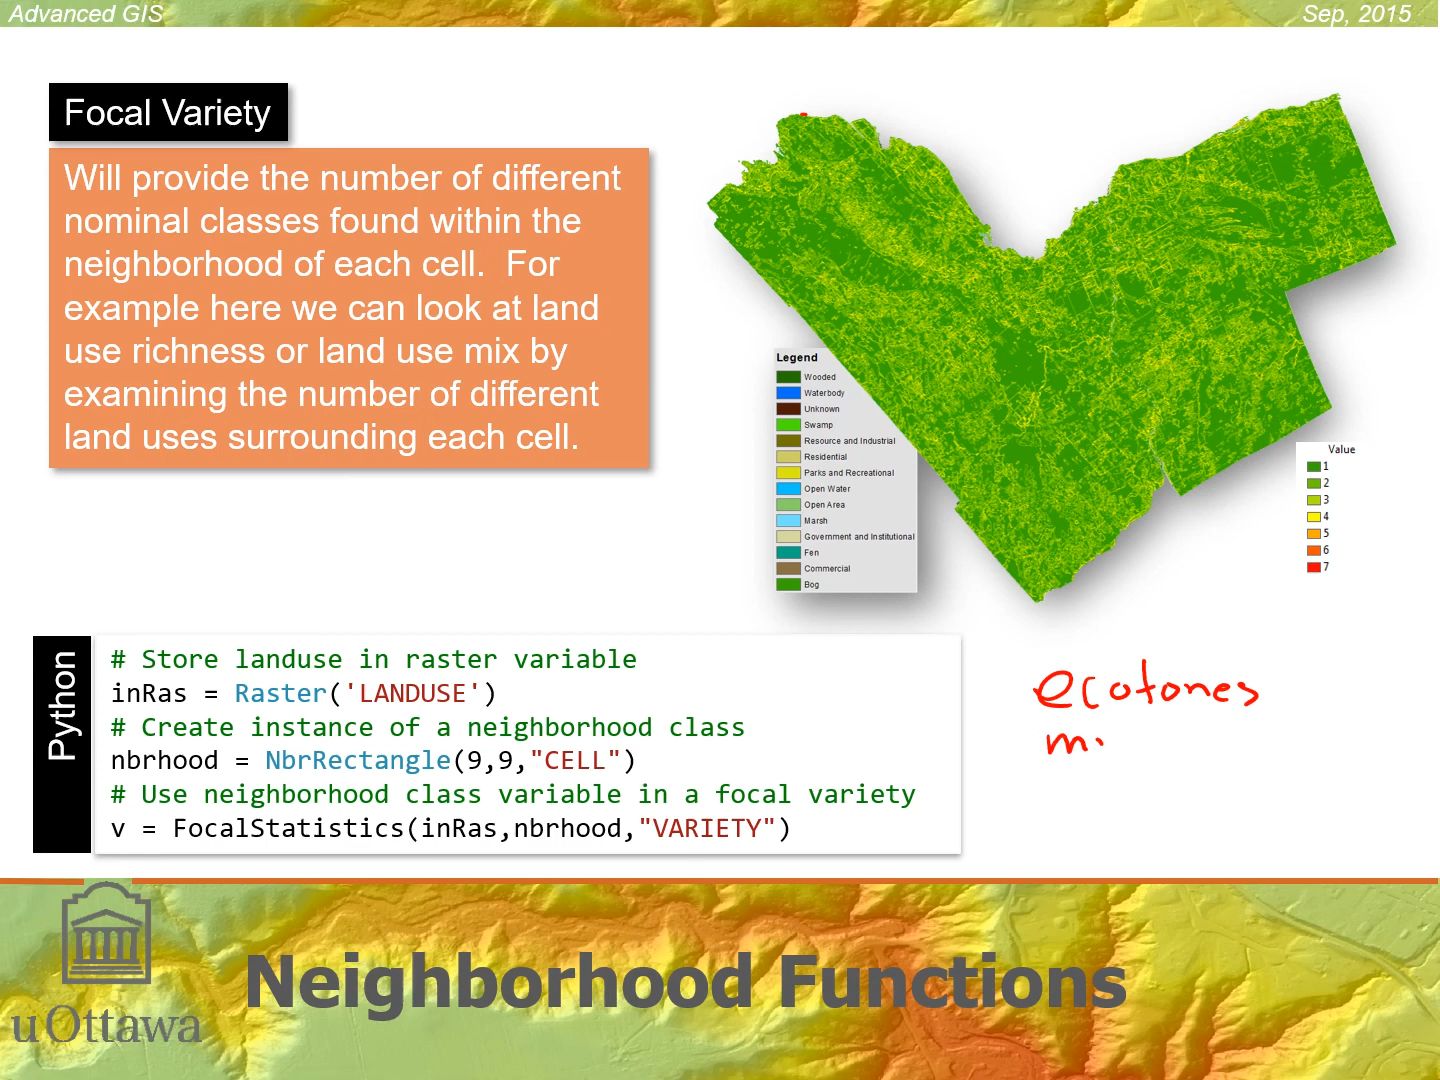 Advanced GIS
Sep, 2015
Focal Variety
Will provide the number of different
nominal classes found within the
neighborhood of each cell.  For
example here we can look at land
use richness or land use mix by
examining the number of different
land uses surrounding each cell.
Legend
Wooded
Waterbody
Unknown
Swamp
Resource and Industrial
Residential
Parks and Recreational
Open Water
Open Area
Marsh
Government and Institutional
Fen
Commercial
Bog
Value
1
2
3
4
5
6
7
Python
# Store landuse in raster variable
inRas = Raster('LANDUSE')
# Create instance of a neighborhood class
nbrhood = NbrRectangle(9,9,"CELL")
# Use neighborhood class variable in a focal variety
v = FocalStatistics(inRas,nbrhood,"VARIETY")
ecotones
Neighborhood Functions
uOttawa